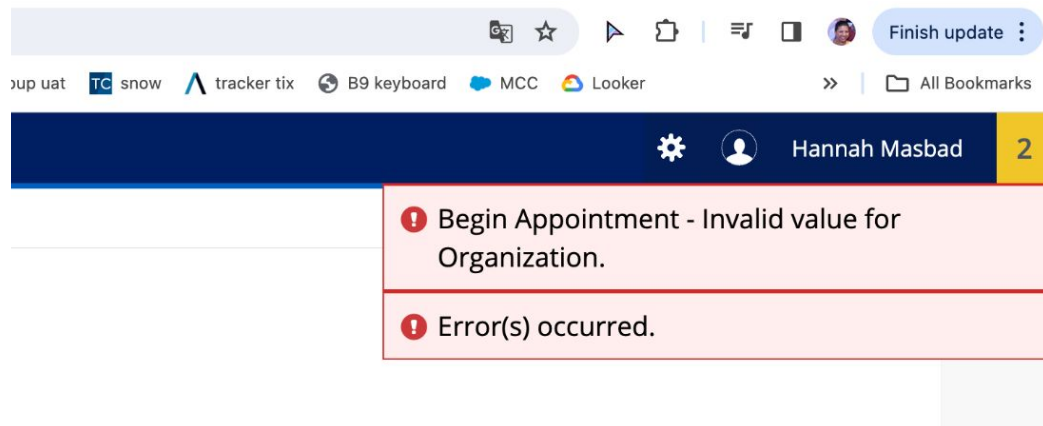 Finish update
oup uat TC snow tracker tix B9 keyboard MCC Looker » All Bookmarks
Hannah Masbad 2
Begin Appointment - Invalid value for
Organization.
Error(s) occurred.